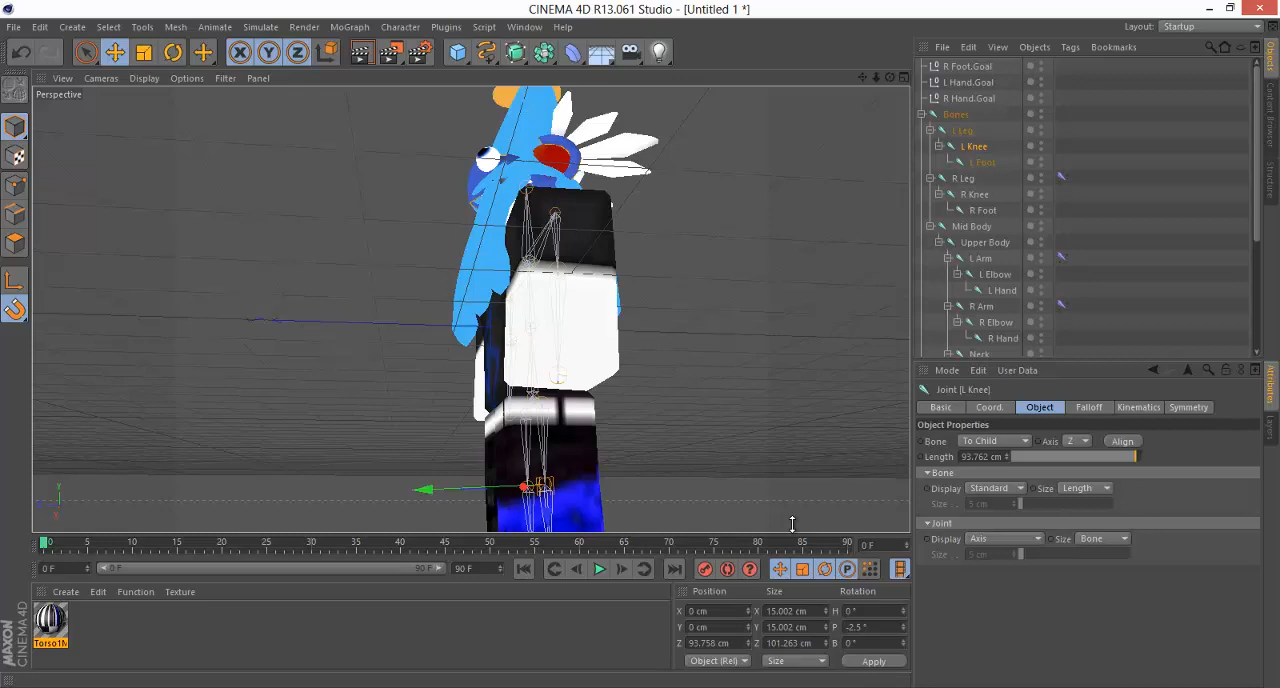 CINEMA 4D R13.061 Studio - [Untitled 1 *]
File Edit Create Select Tools Mesh Animate Simulate Render MoGraph Character Plugins Script Window Help
Layout: Startup
X Y Z
File Edit View Objects Tags Bookmarks
View Cameras Display Options Filter Panel
Perspective
R Foot.Goal
L Hand.Goal
R Hand.Goal
Bones
L Leg
L Knee
L Foot
R Leg
R Knee
R Foot
Mid Body
Upper Body
L Arm
L Elbow
L Hand
R Arm
R Elbow
R Hand
Neck
Objects
Content Browser
Structure
Attributes
Layers
Mode Edit User Data
Joint [L Knee]
Basic Coord. Object Falloff Kinematics Symmetry
Object Properties
Bone To Child Axis Z Align
Length 93.762 cm
Bone
Display Standard Size Length
Size . . 5 cm
Joint
Display Axis Size Bone
Size . . 5 cm
0 5 10 15 20 25 30 35 40 45 50 55 60 65 70 75 80 85 90 0 F
0 F 0 F 90 F 90 F
P
Create Edit Function Texture
Torso1M
Position Size Rotation
X 0 cm X 15.002 cm H 0 °
Y 0 cm Y 15.002 cm P -2.5 °
Z 93.758 cm Z 101.263 cm B 0 °
Object (Rel) Size Apply
MAXON
CINEMA 4D